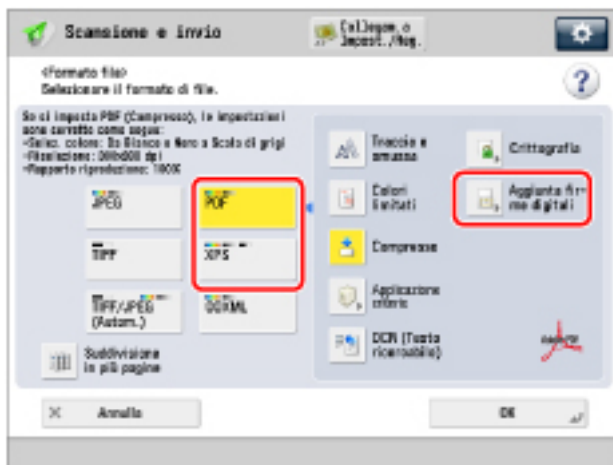 Scansione e invio
Collegam.a
Impost./Reg.
<Formato file>
Selezionare il formato di file.
?
Se si imposta PDF (Compresso), le impostazioni
sono corrette come segue:
-Selez. colore: Da Bianco e Nero a Scala di grigi
-Risoluzione: 300x300 dpi
-Rapporto riproduzione: 100%
JPEG
PDF
TIFF
XPS
TIFF/JPEG
(Autom.)
OOXML
Suddivisione
in più pagine
Traccia e
smussa
Crittografia
Colori
limitati
Aggiunta fir-
me digitali
Compresso
Applicazione
criterio
OCR (Testo
ricercabile)
Annulla
OK